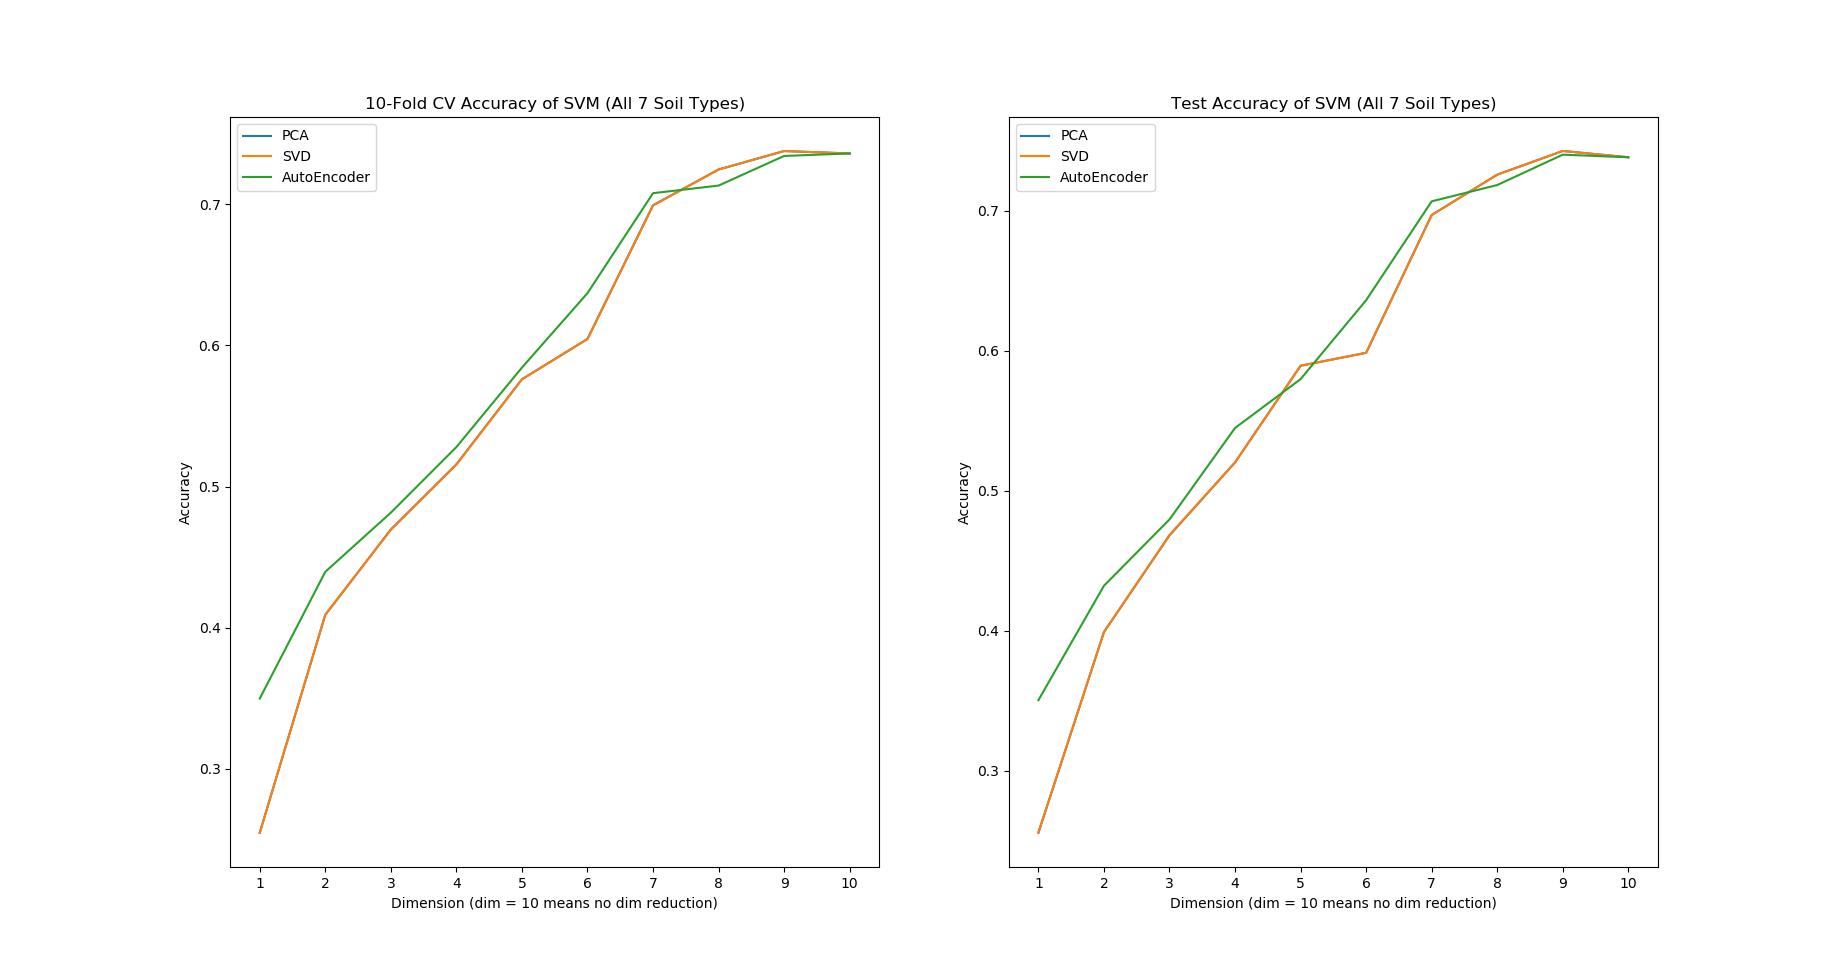 10-Fold CV Accuracy of SVM (All 7 Soil Types)
PCA
SVD
AutoEncoder
0.7
0.6
0.5
0.4
0.3
Accuracy
1 2 3 4 5 6 7 8 9 10
Dimension (dim = 10 means no dim reduction)
Test Accuracy of SVM (All 7 Soil Types)
PCA
SVD
AutoEncoder
0.7
0.6
0.5
0.4
0.3
Accuracy
1 2 3 4 5 6 7 8 9 10
Dimension (dim = 10 means no dim reduction)